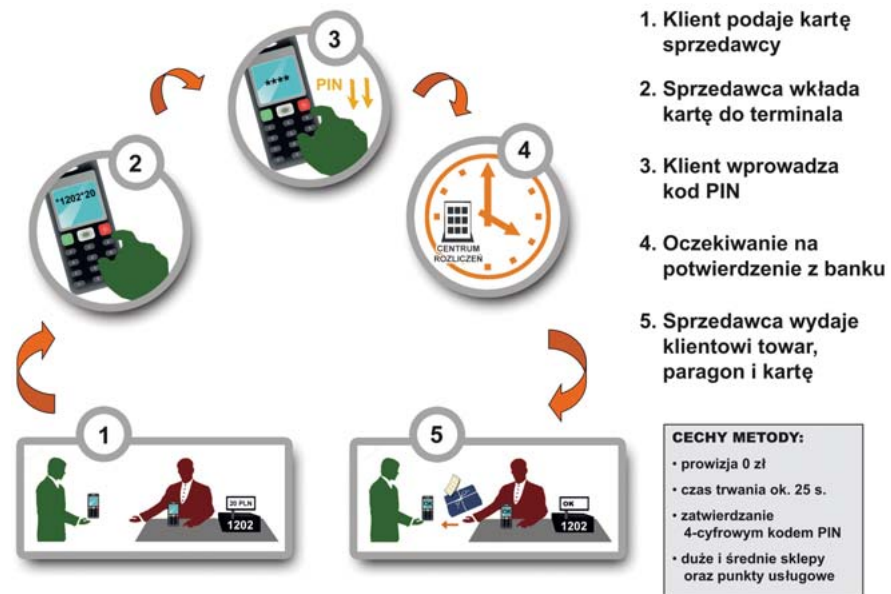 3
****
PIN
2
*1202*20
4
CENTRUM
ROZLICZEŃ
1
20 PLN
1202
5
OK
1202
1. Klient podaje kartę
sprzedawcy
2. Sprzedawca wkłada
kartę do terminala
3. Klient wprowadza
kod PIN
4. Oczekiwanie na
potwierdzenie z banku
5. Sprzedawca wydaje
klientowi towar,
paragon i kartę
CECHY METODY:
• prowizja 0 zł
• czas trwania ok. 25 s.
• zatwierdzanie
4-cyfrowym kodem PIN
• duże i średnie sklepy
oraz punkty usługowe